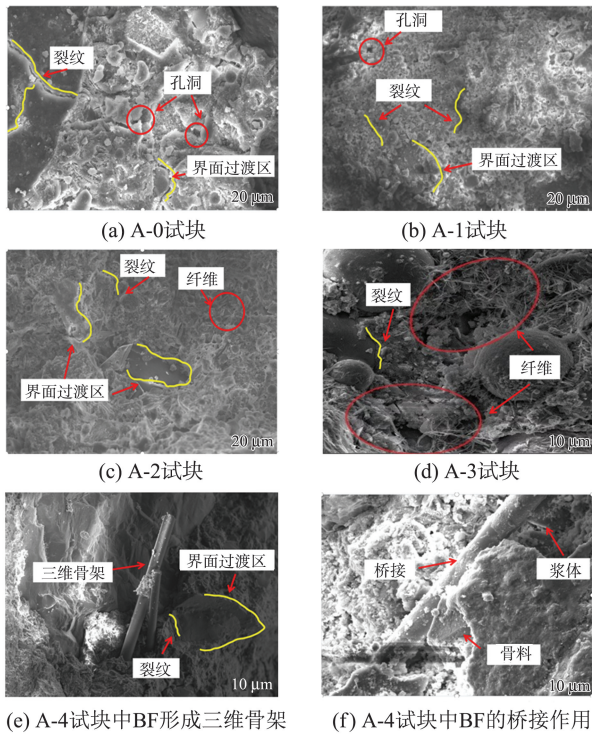 裂纹
孔洞
界面过渡区
20 μm
(a) A-0试块
孔洞
裂纹
界面过渡区
20 μm
(b) A-1试块
裂纹
纤维
界面过渡区
20 μm
(c) A-2试块
裂纹
纤维
10 μm
(d) A-3试块
三维骨架
界面过渡区
裂纹
10 μm
(e) A-4试块中BF形成三维骨架
桥接
浆体
骨料
10 μm
(f) A-4试块中BF的桥接作用